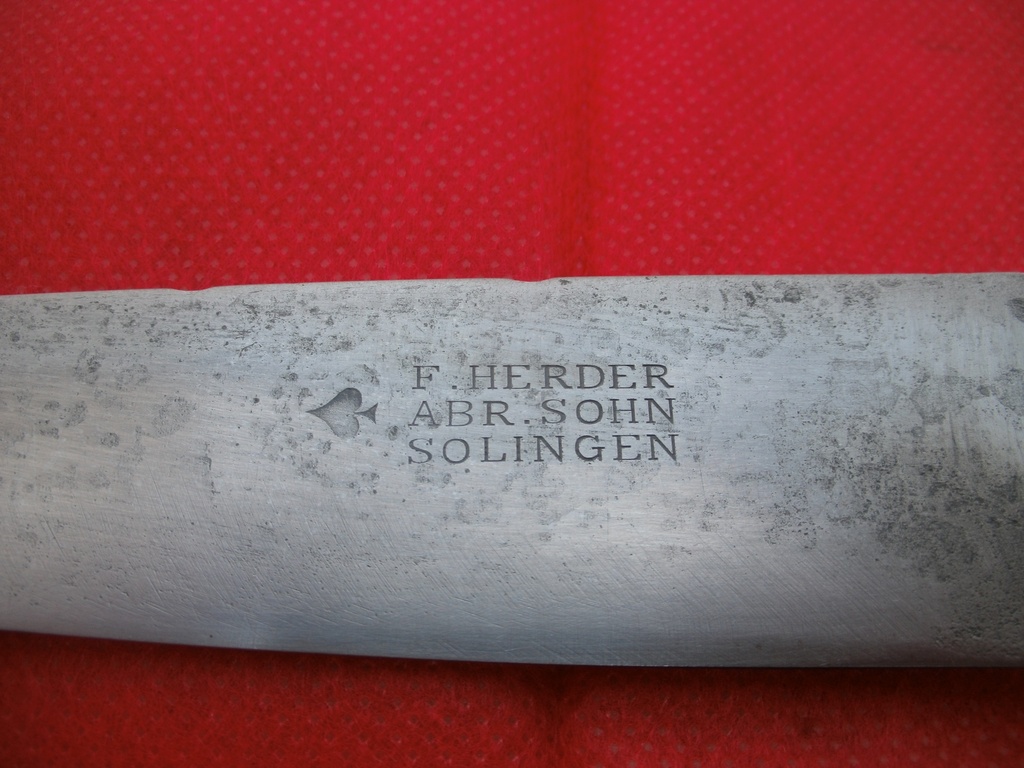 F. HERDER
ABR. SOHN
SOLINGEN